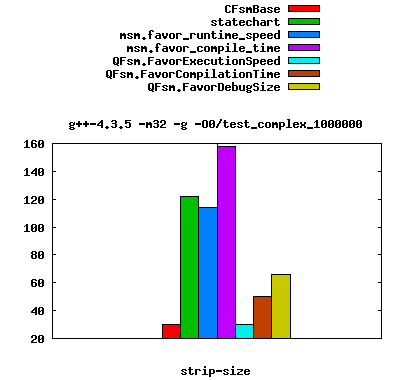 CFsmBase
statechart
msm.favor_runtime_speed
msm.favor_compile_time
QFsm.FavorExecutionSpeed
QFsm.FavorCompilationTime
QFsm.FavorDebugSize
g++-4.3.5 -m32 -g -O0/test_complex_1000000
160
140
120
100
80
60
40
20
strip-size